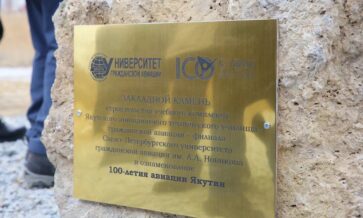 УНИВЕРСИТЕТ
ГРАЖДАНСКОЙ АВИАЦИИ
ЗАКЛАДНОЙ КАМЕНЬ
строительства учебного комплекса
Якутского авиационного технического училища
гражданской авиации – филиала
Санкт-Петербургского университета
гражданской авиации им. А.А. Новикова
в ознаменование
100-летия авиации Якутии